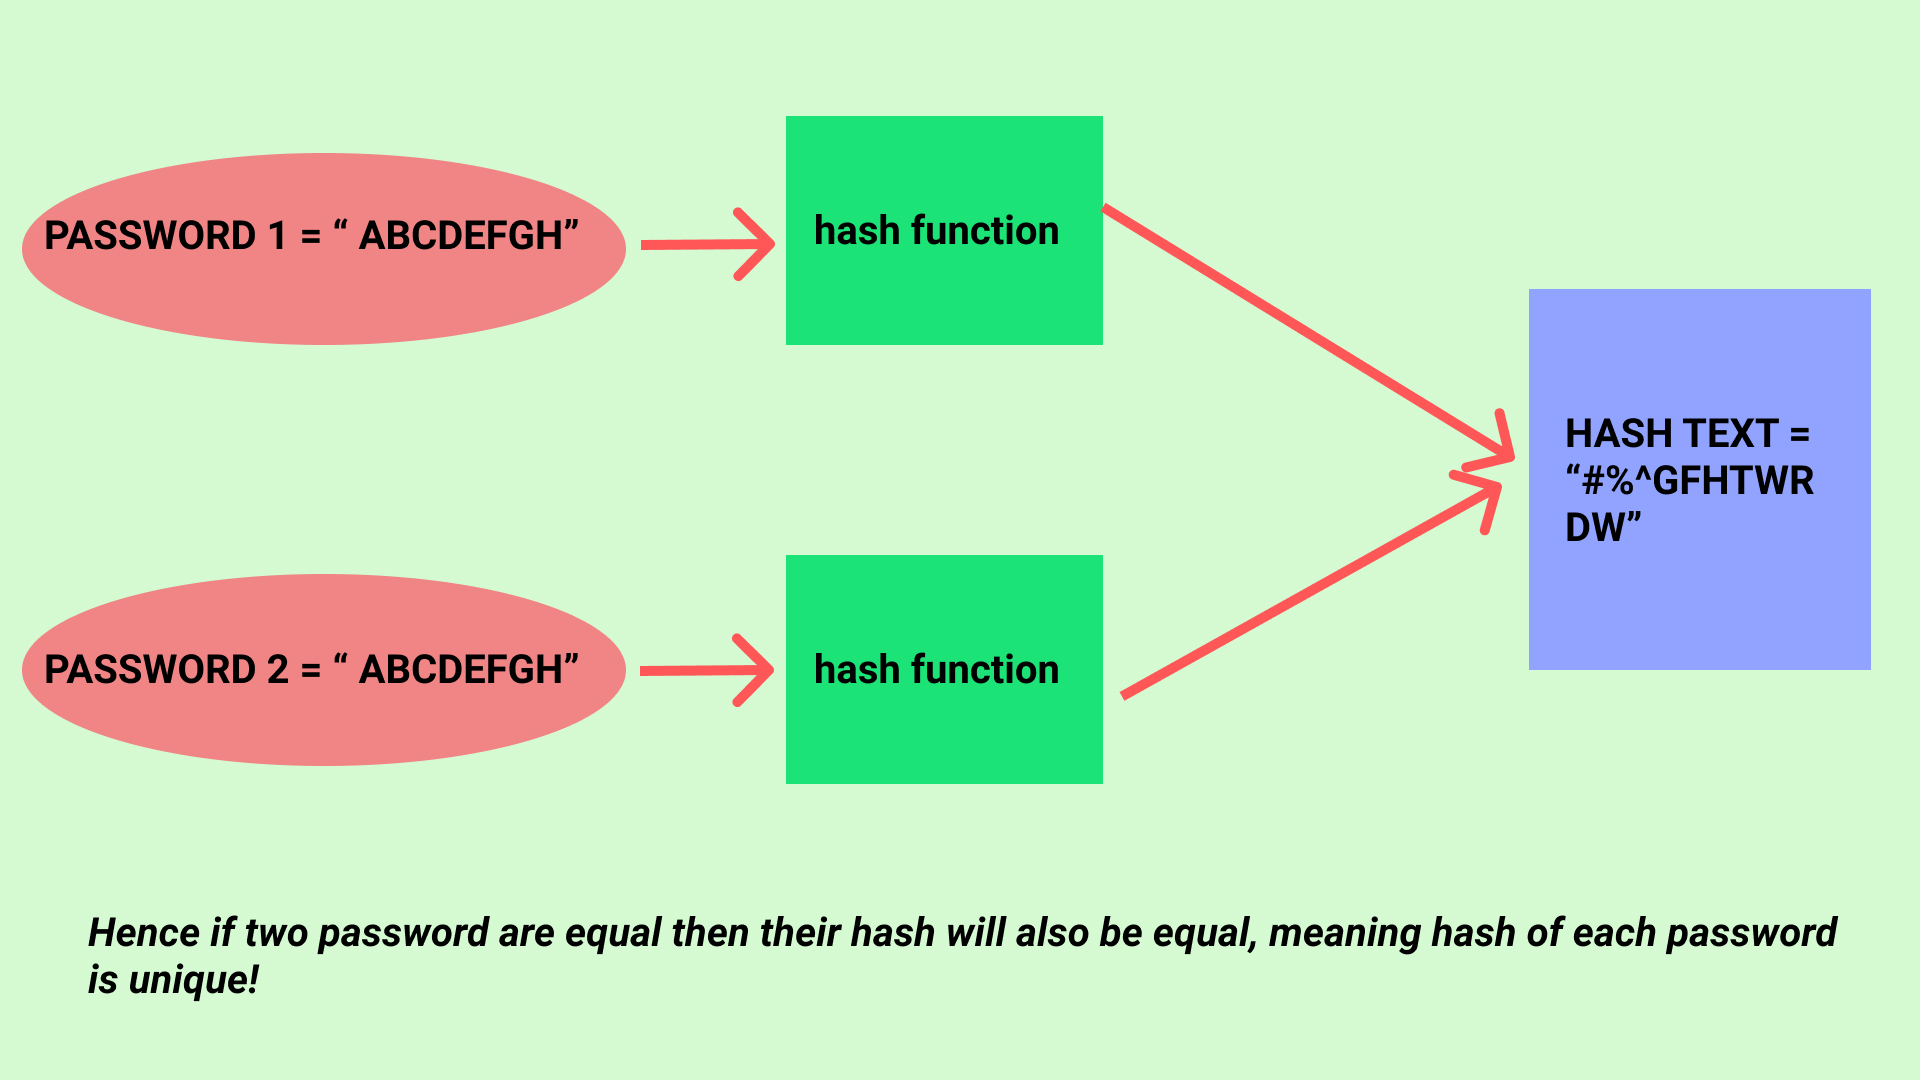 PASSWORD 1 = “ ABCDEFGH”
hash function
HASH TEXT =
“#%^GFHTWR
DW”
PASSWORD 2 = “ ABCDEFGH”
hash function
Hence if two password are equal then their hash will also be equal, meaning hash of each password
is unique!